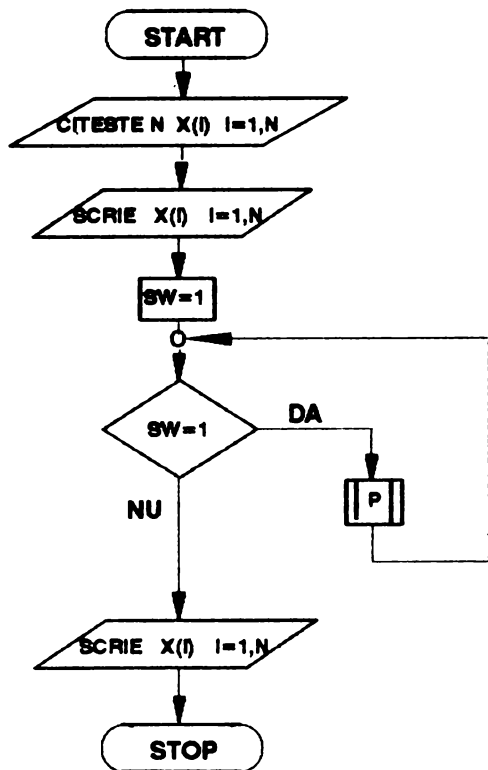 START
CITESTE N X(I) I=1,N
SCRIE X(I) I=1,N
SW=1
SW=1
DA
P
NU
SCRIE X(I) I=1,N
STOP